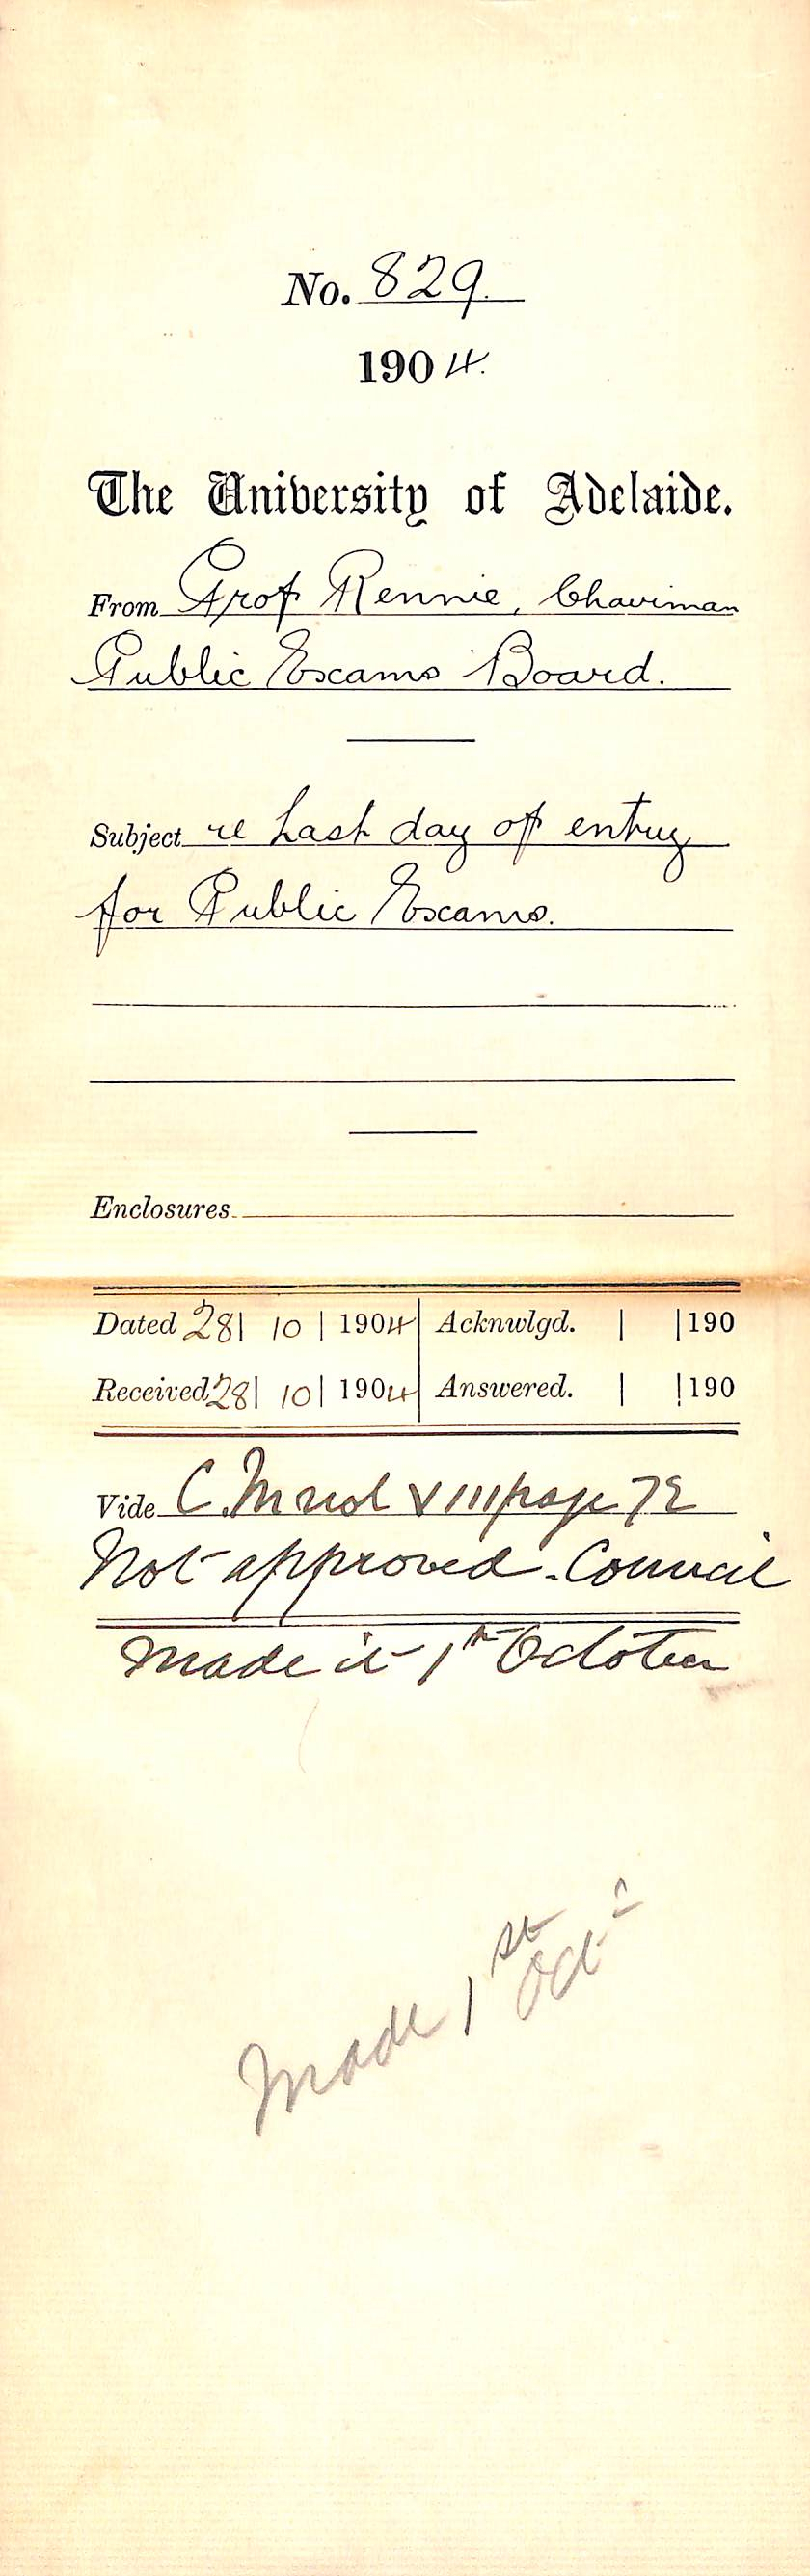 No. 829.
1904.
The University of Adelaide.
From Prof Rennie, Chairman
Public Exams Board.
Subject re Last day of entry
for Public Exams.
Enclosures
Dated 28| 10 | 1904 Acknwlgd. | |190
Received 28| 10| 1904 Answered. | |190
Vide C.M vol VIII page 72
Not approved - Council
made it 1st October
Made 1st Oct